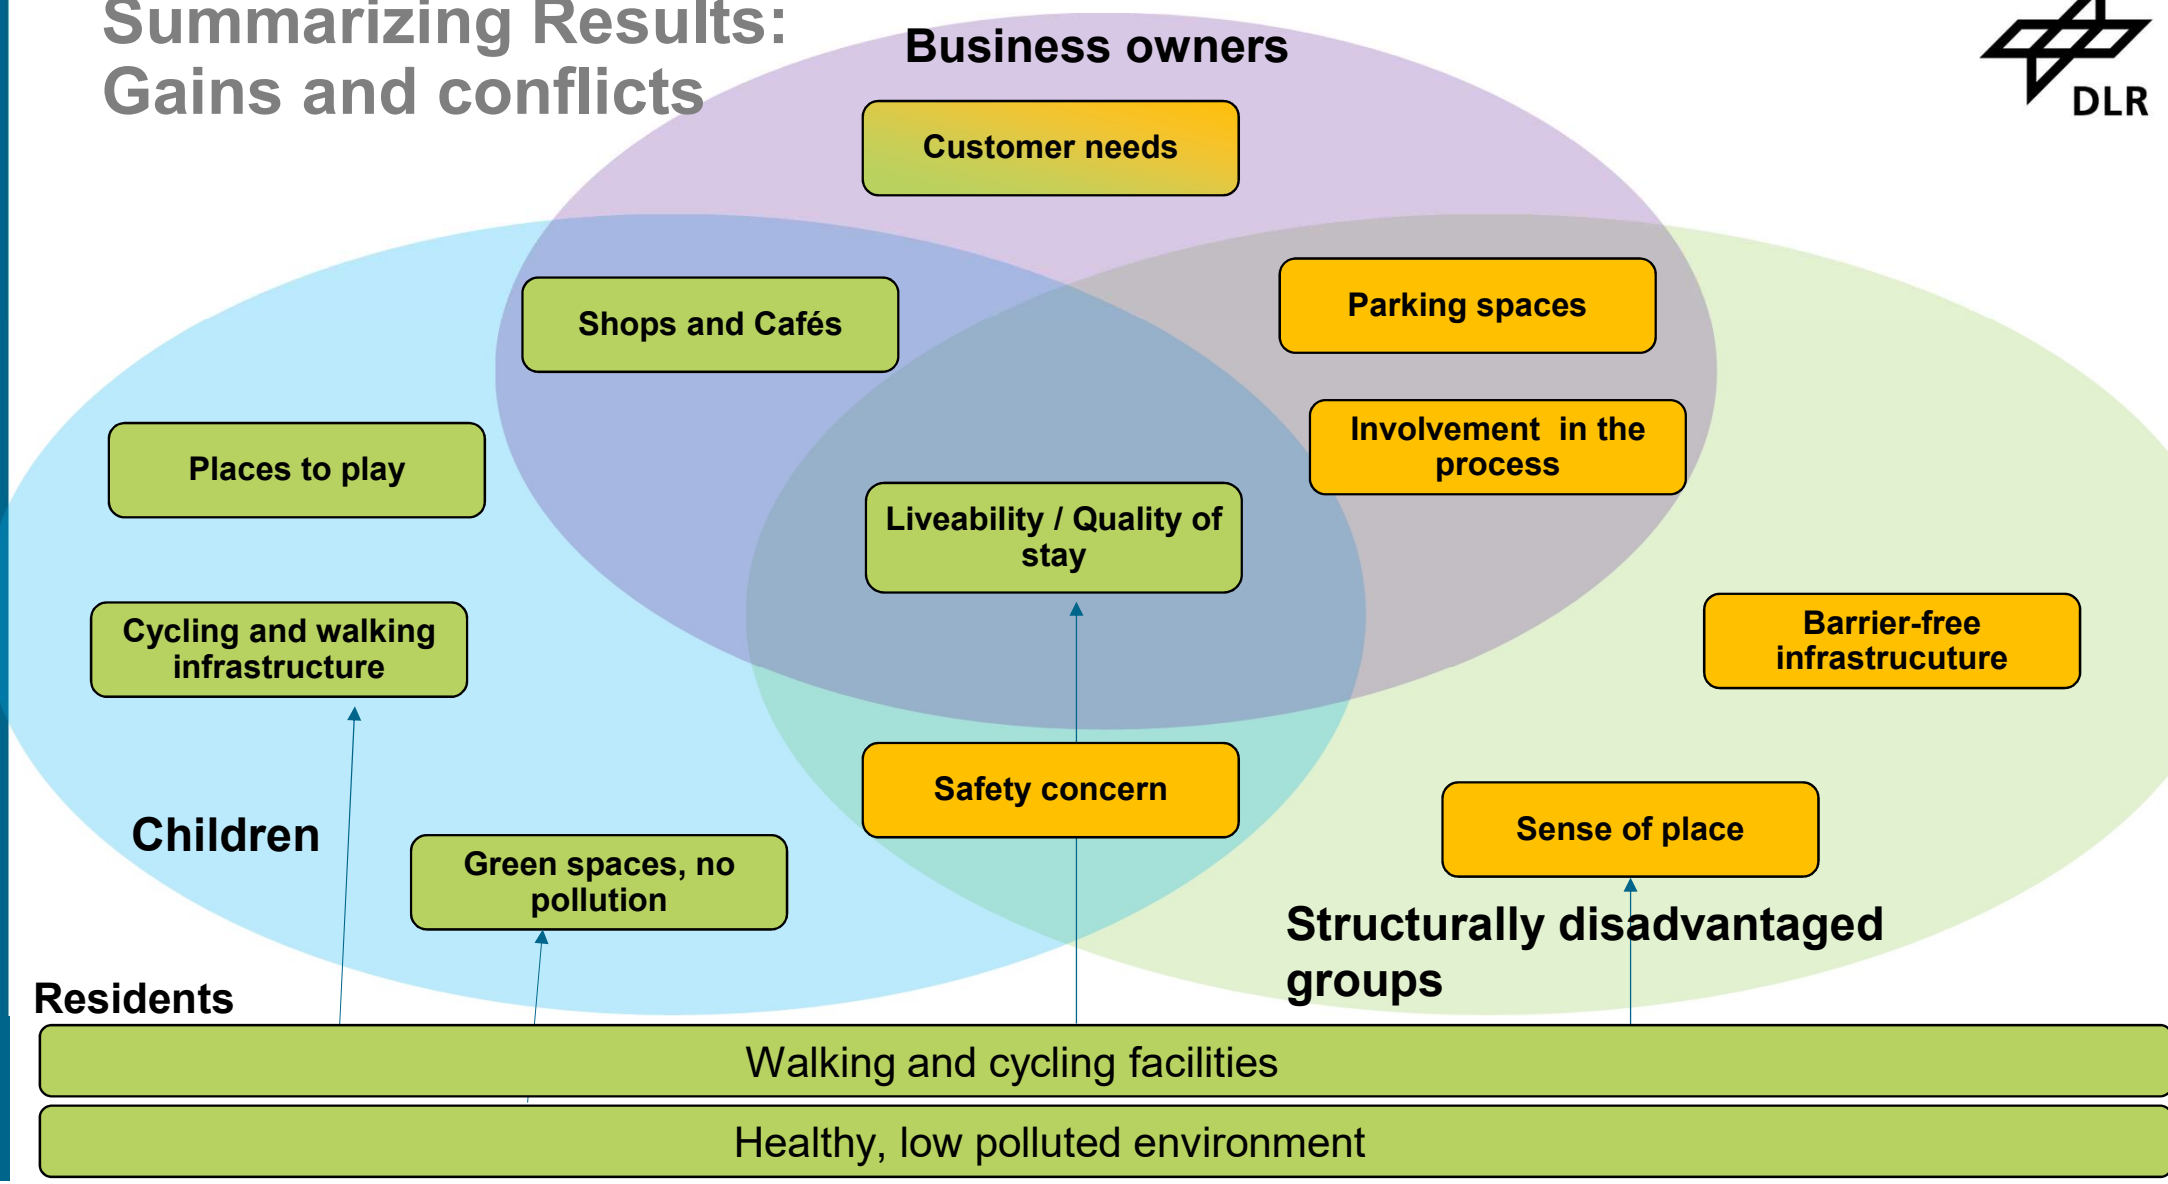 Summarizing Results:
Gains and conflicts
Business owners
DLR
Customer needs
Shops and Cafés
Parking spaces
Involvement in the
process
Places to play
Liveability / Quality of
stay
Cycling and walking
infrastructure
Barrier-free
infrastrucuture
Safety concern
Sense of place
Children
Green spaces, no
pollution
Structurally disadvantaged
groups
Residents
Walking and cycling facilities
Healthy, low polluted environment